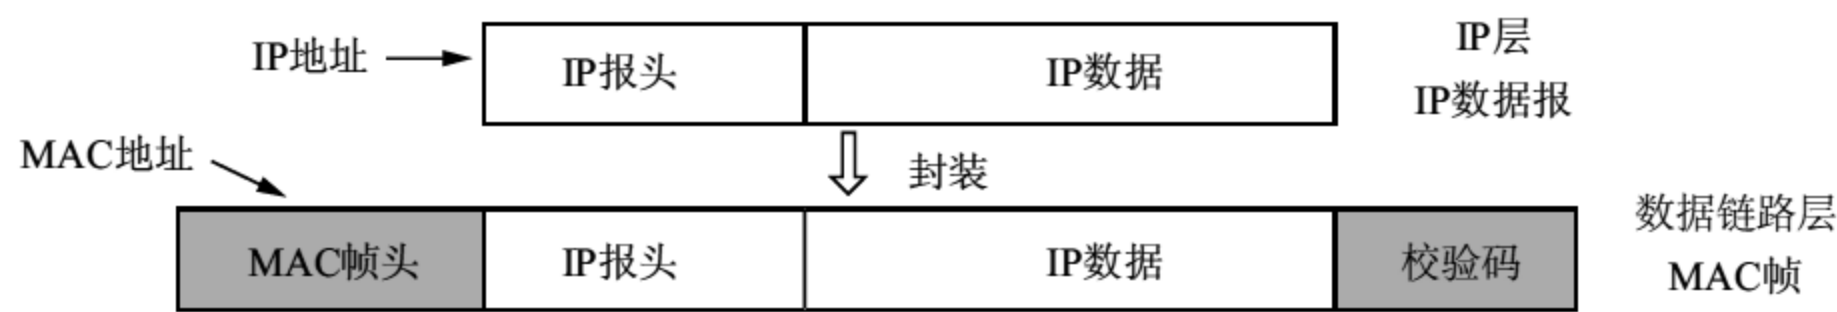 IP地址
IP报头
IP数据
IP层
IP数据报
MAC地址
封装
MAC帧头
IP报头
IP数据
校验码
数据链路层
MAC帧